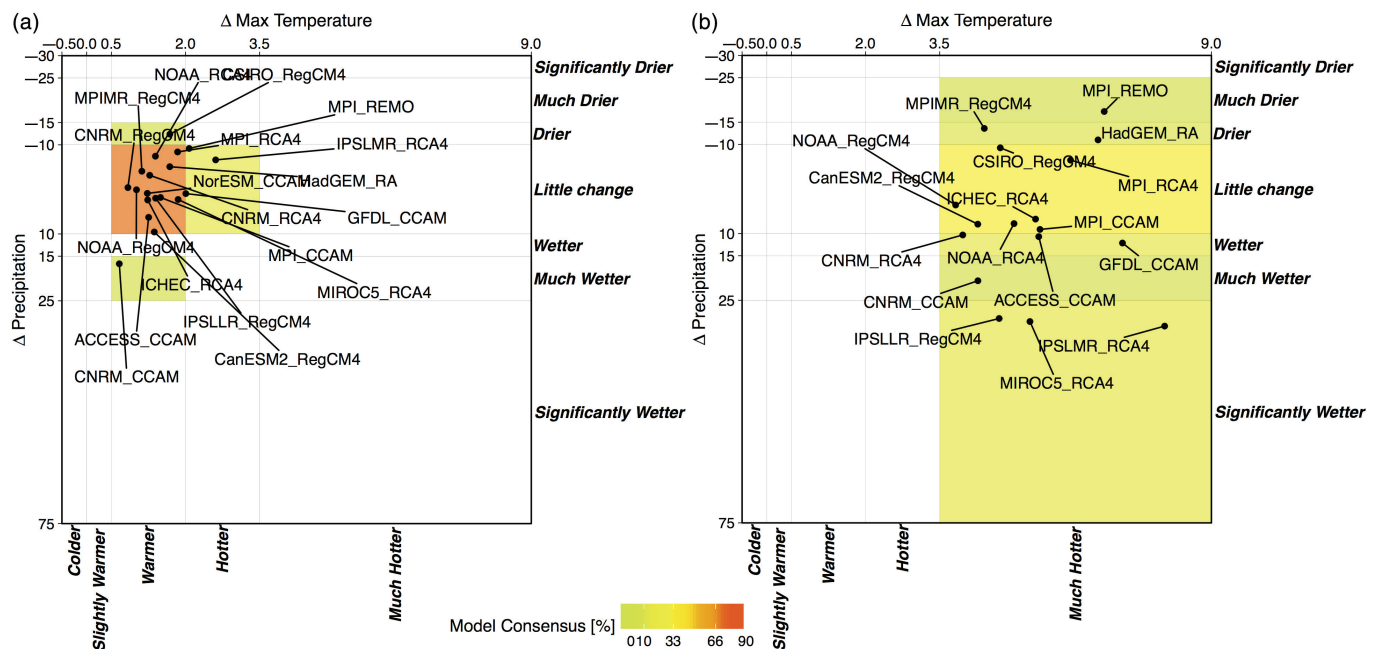 (a)
Δ Max Temperature
−0.5 0.0 0.5 2.0 3.5 9.0
−30
−25
−15
−10
10
15
25
75
Δ Precipitation
NOAA_RCA4
CSIRO_RegCM4
MPIMR_RegCM4
MPI_REMO
CNRM_RegCM4
MPI_RCA4
IPSLMR_RCA4
NorESM_CCAM
HadGEM_RA
CNRM_RCA4
GFDL_CCAM
NOAA_RegCM4
MPI_CCAM
ICHEC_RCA4
MIROC5_RCA4
IPSLLR_RegCM4
ACCESS_CCAM
CanESM2_RegCM4
CNRM_CCAM
Significantly Drier
Much Drier
Drier
Little change
Wetter
Much Wetter
Significantly Wetter
Colder
Slightly Warmer
Warmer
Hotter
Much Hotter
(b)
Δ Max Temperature
−0.5 0.0 0.5 2.0 3.5 9.0
−30
−25
−15
−10
10
15
25
75
Δ Precipitation
MPI_REMO
MPIMR_RegCM4
HadGEM_RA
NOAA_RegCM4
CSIRO_RegCM4
CanESM2_RegCM4
MPI_RCA4
ICHEC_RCA4
MPI_CCAM
CNRM_RCA4
NOAA_RCA4
GFDL_CCAM
CNRM_CCAM
ACCESS_CCAM
IPSLLR_RegCM4
IPSLMR_RCA4
MIROC5_RCA4
Significantly Drier
Much Drier
Drier
Little change
Wetter
Much Wetter
Significantly Wetter
Colder
Slightly Warmer
Warmer
Hotter
Much Hotter
Model Consensus [%]
0 10 33 66 90